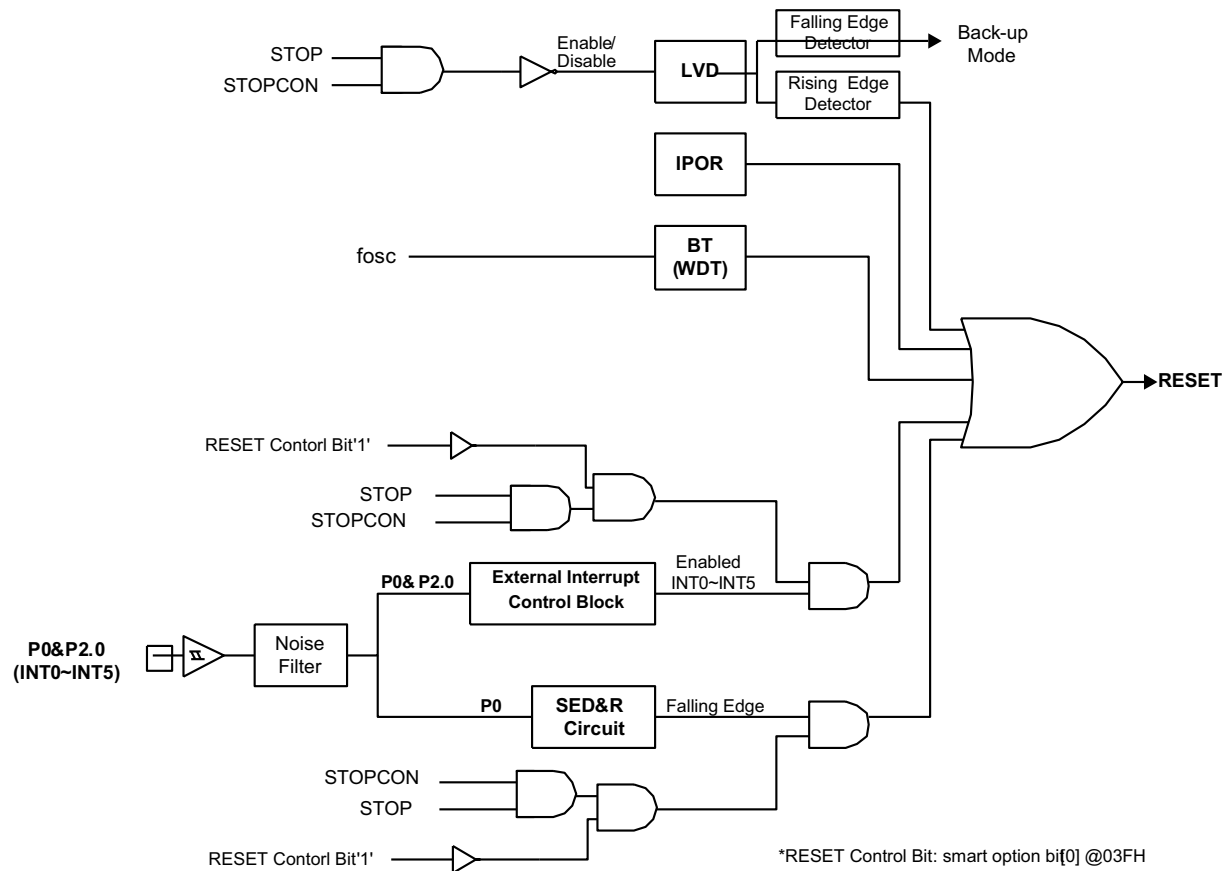 Falling Edge
Detector
Back-up
Mode
STOP
STOPCON
Enable/
Disable
LVD
Rising Edge
Detector
IPOR
fosc
BT
(WDT)
RESET
RESET Contorl Bit'1'
STOP
STOPCON
P0& P2.0
External Interrupt
Control Block
Enabled
INT0~INT5
P0&P2.0
(INT0~INT5)
Noise
Filter
P0
SED&R
Circuit
Falling Edge
STOPCON
STOP
RESET Contorl Bit'1'
*RESET Control Bit: smart option bit[0] @03FH